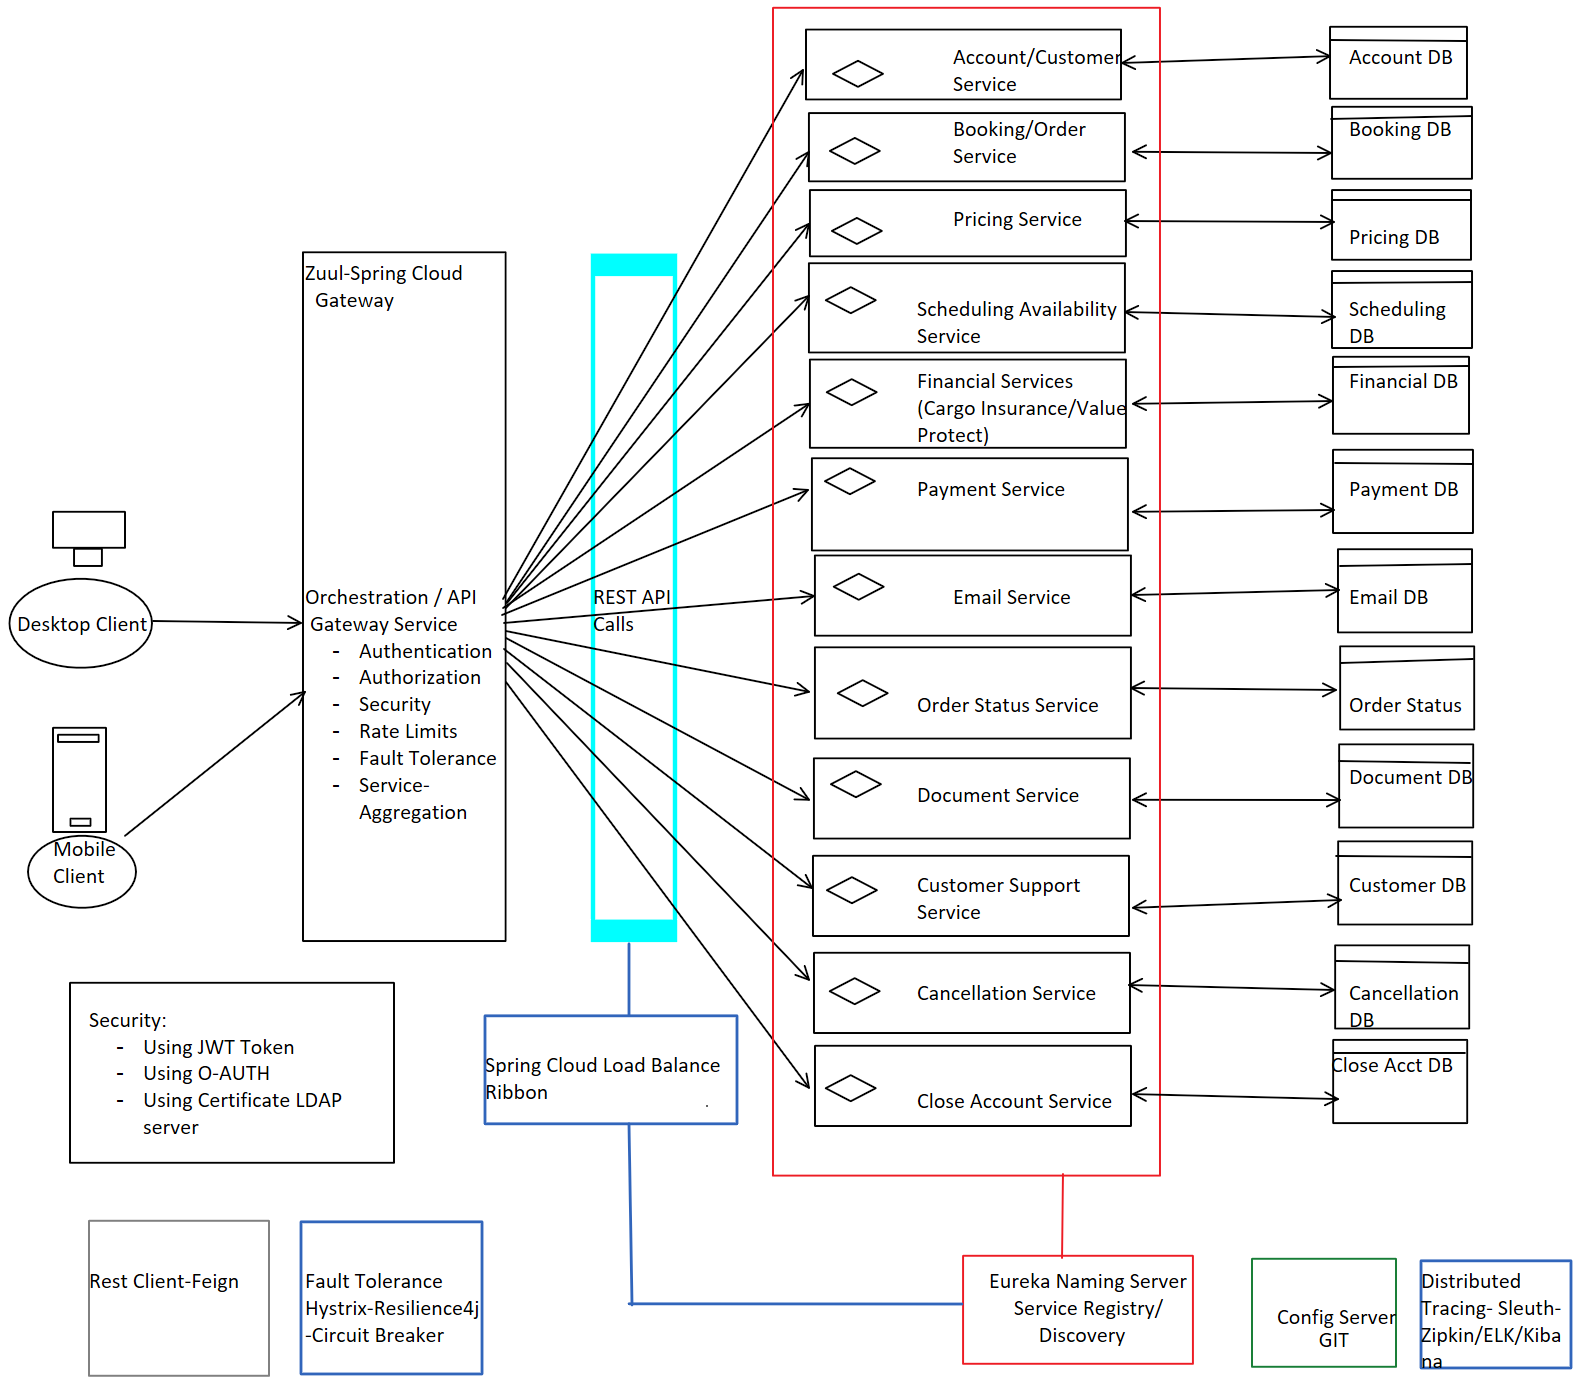 Account/Customer
Service
Account DB
Booking/Order
Service
Booking DB
Pricing Service
Pricing DB
Zuul-Spring Cloud
Gateway
Scheduling Availability
Service
Scheduling
DB
Financial Services
(Cargo Insurance/Value
Protect)
Financial DB
Payment Service
Payment DB
Desktop Client
Orchestration / API
Gateway Service
- Authentication
- Authorization
- Security
- Rate Limits
- Fault Tolerance
- Service-
Aggregation
REST API
Calls
Email Service
Email DB
Order Status Service
Order Status
Document Service
Document DB
Mobile
Client
Customer Support
Service
Customer DB
Cancellation Service
Cancellation
DB
Security:
- Using JWT Token
- Using O-AUTH
- Using Certificate LDAP
server
Spring Cloud Load Balance
Ribbon
.
Close Account Service
Close Acct DB
Rest Client-Feign
Fault Tolerance
Hystrix-Resilience4j
-Circuit Breaker
Eureka Naming Server
Service Registry/
Discovery
Config Server
GIT
Distributed
Tracing- Sleuth-
Zipkin/ELK/Kiba
na